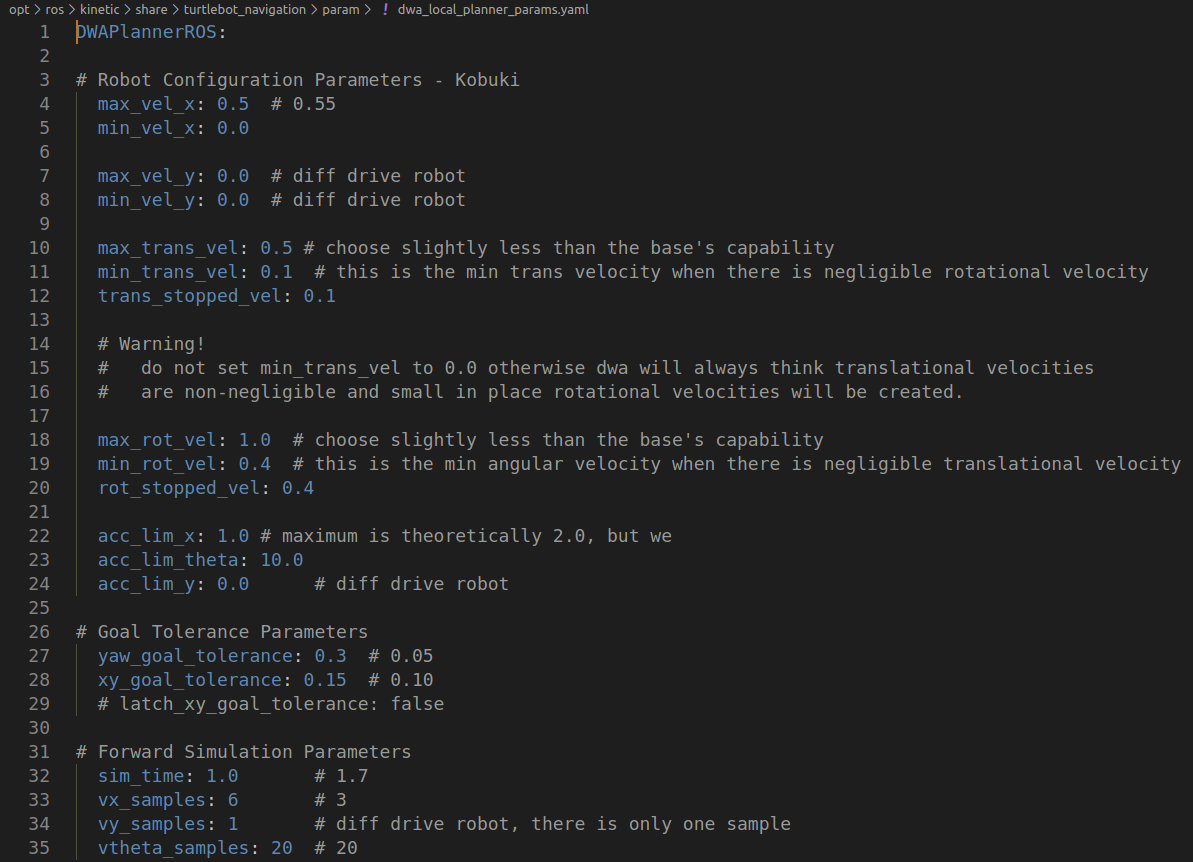 opt > ros > kinetic > share > turtlebot_navigation > param > ! dwa_local_planner_params.yaml
1 DWAPlannerROS:
2
3 # Robot Configuration Parameters - Kobuki
4 max_vel_x: 0.5 # 0.55
5 min_vel_x: 0.0
6
7 max_vel_y: 0.0 # diff drive robot
8 min_vel_y: 0.0 # diff drive robot
9
10 max_trans_vel: 0.5 # choose slightly less than the base's capability
11 min_trans_vel: 0.1 # this is the min trans velocity when there is negligible rotational velocity
12 trans_stopped_vel: 0.1
13
14 # Warning!
15 # do not set min_trans_vel to 0.0 otherwise dwa will always think translational velocities
16 # are non-negligible and small in place rotational velocities will be created.
17
18 max_rot_vel: 1.0 # choose slightly less than the base's capability
19 min_rot_vel: 0.4 # this is the min angular velocity when there is negligible translational velocity
20 rot_stopped_vel: 0.4
21
22 acc_lim_x: 1.0 # maximum is theoretically 2.0, but we
23 acc_lim_theta: 10.0
24 acc_lim_y: 0.0 # diff drive robot
25
26 # Goal Tolerance Parameters
27 yaw_goal_tolerance: 0.3 # 0.05
28 xy_goal_tolerance: 0.15 # 0.10
29 # latch_xy_goal_tolerance: false
30
31 # Forward Simulation Parameters
32 sim_time: 1.0 # 1.7
33 vx_samples: 6 # 3
34 vy_samples: 1 # diff drive robot, there is only one sample
35 vtheta_samples: 20 # 20